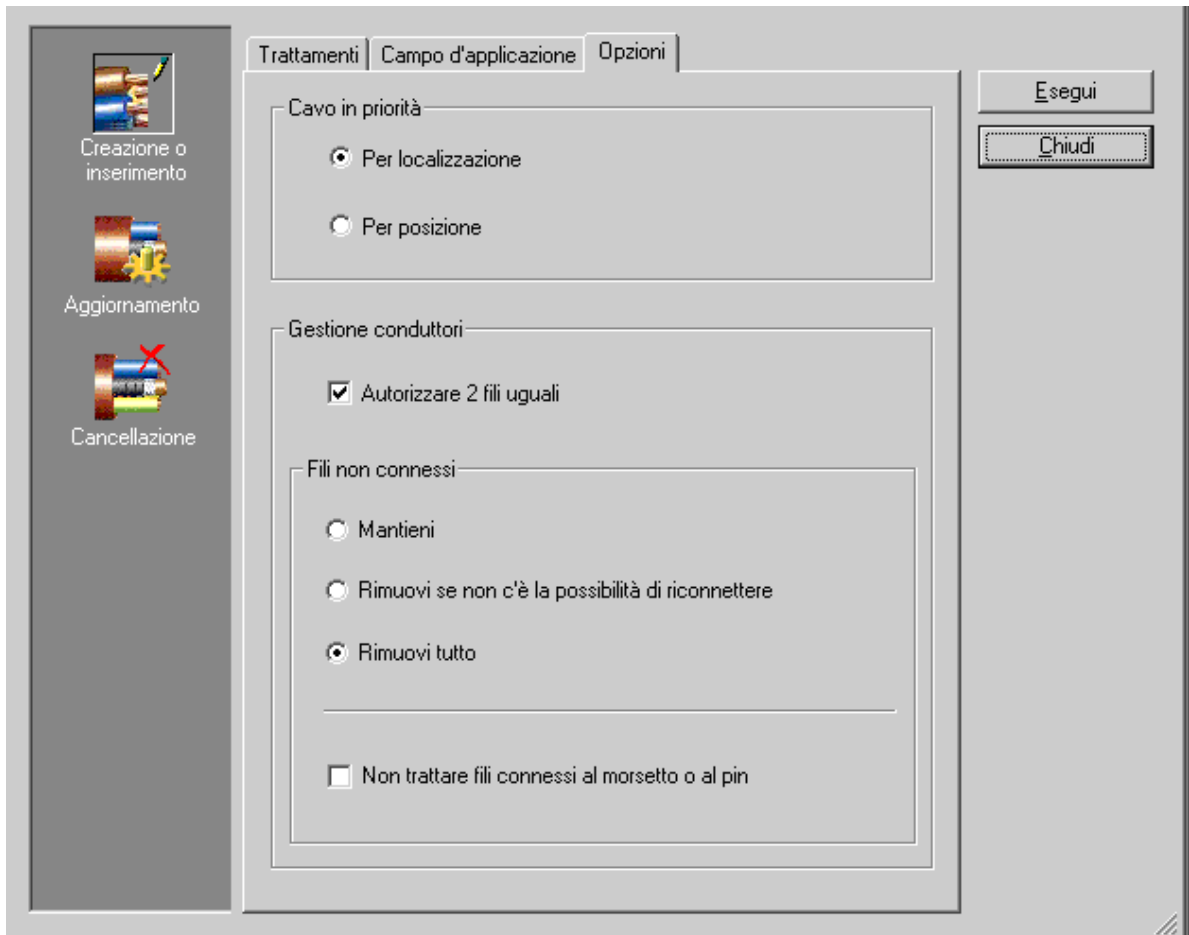 Creazione o
inserimento
Aggiornamento
Cancellazione
Trattamenti
Campo d'applicazione
Opzioni
Cavo in priorità
Per localizzazione
Per posizione
Gestione conduttori
Autorizzare 2 fili uguali
Fili non connessi
Mantieni
Rimuovi se non c'è la possibilità di riconnettere
Rimuovi tutto
Non trattare fili connessi al morsetto o al pin
Esegui
Chiudi